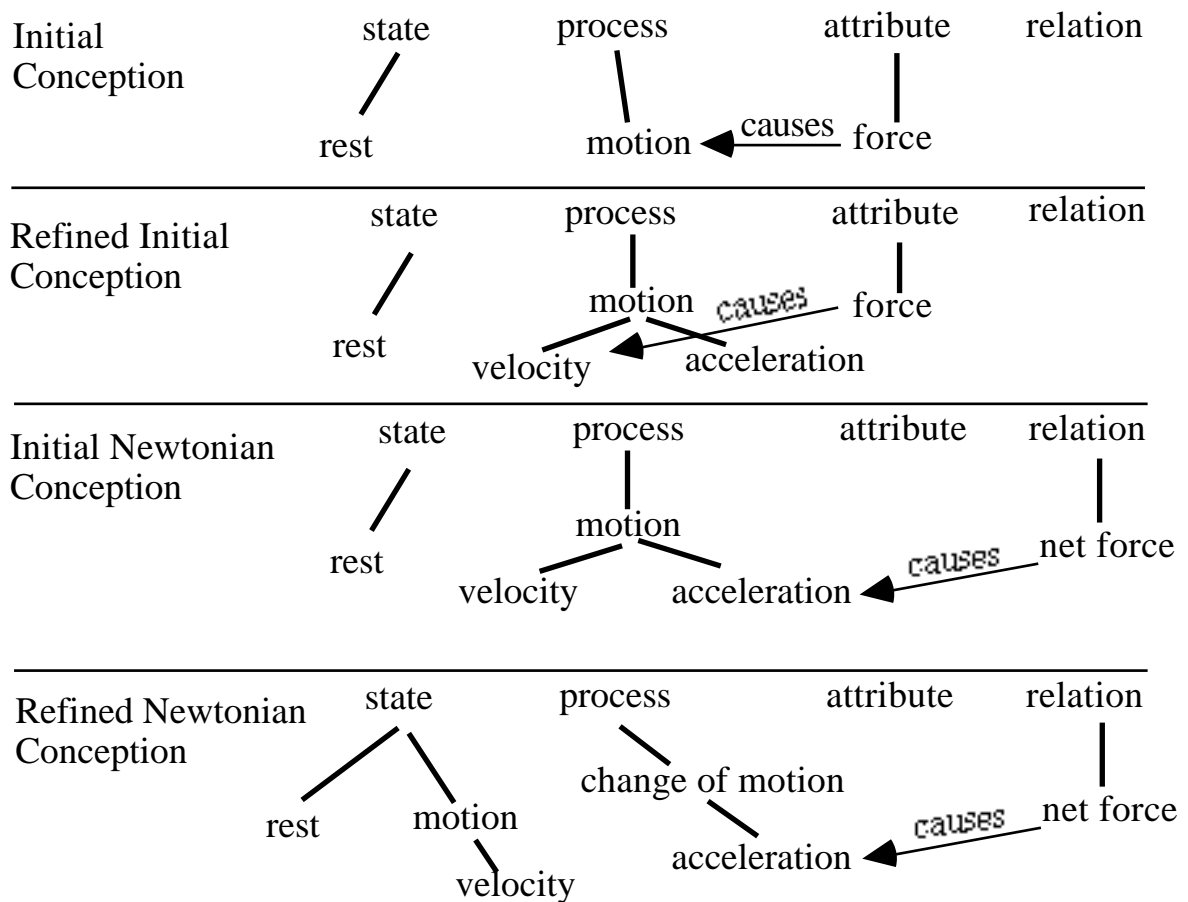 Initial
Conception
state process attribute relation
rest motion causes force
Refined Initial
Conception
state process attribute relation
rest motion causes force
velocity acceleration
Initial Newtonian
Conception
state process attribute relation
rest motion causes net force
velocity acceleration
Refined Newtonian
Conception
state process attribute relation
change of motion
rest motion causes net force
acceleration
velocity